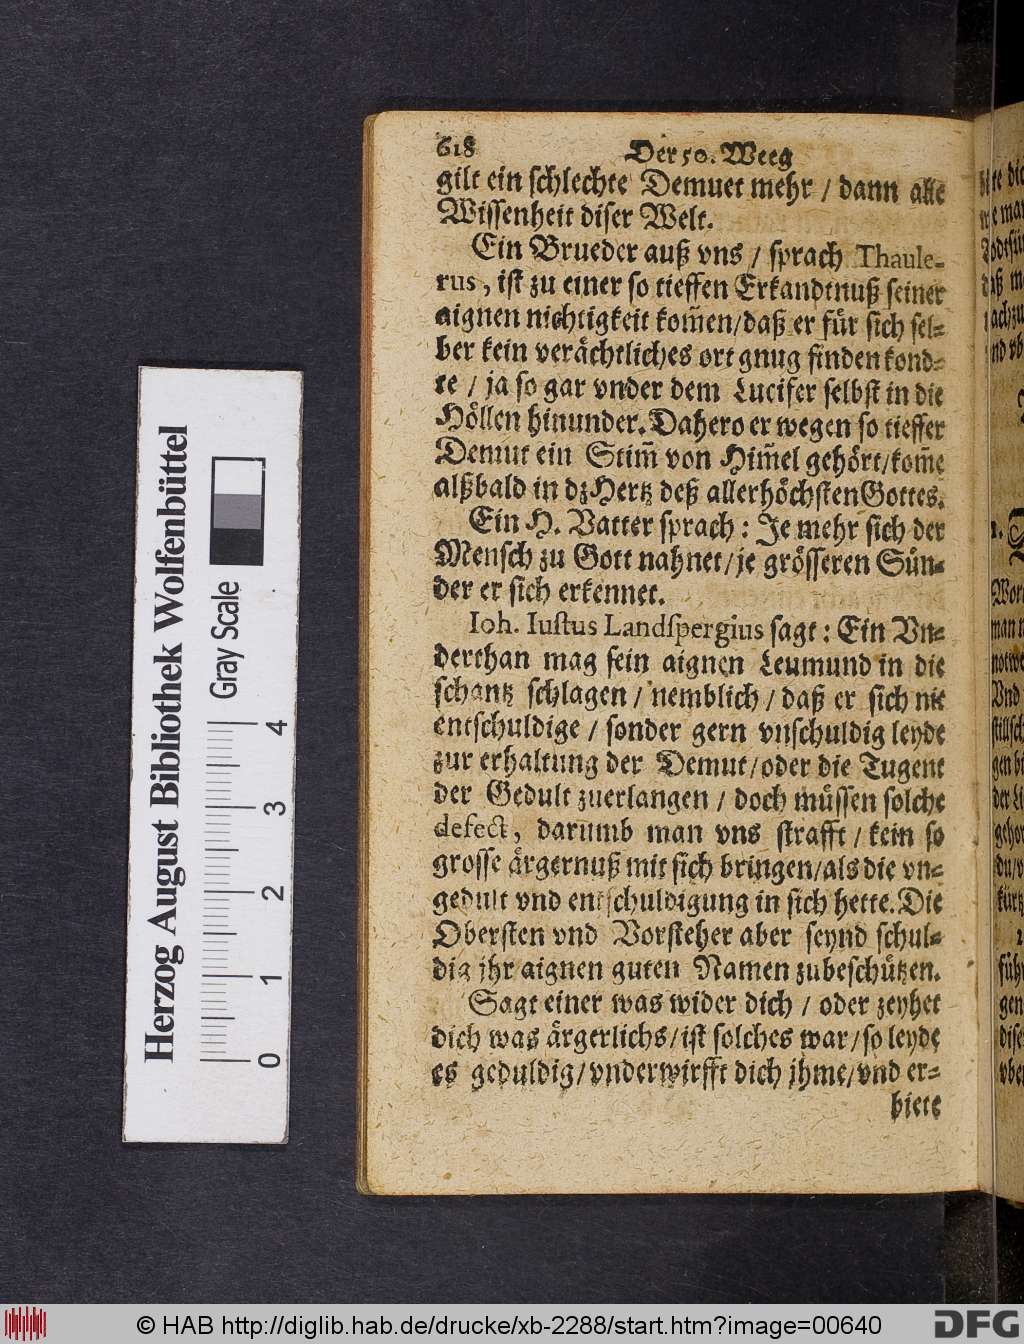 618 Der 50. Weeg
gilt ein schlechte Demuet mehr / dann alle
Wissenheit diser Welt.
Ein Brueder auß vns / sprach Thaule-
rus, ist zu einer so tieffen Erkandtnuß seiner
aignen nichtigkeit kom̃en/daß er für sich sel-
ber kein verächtliches ort gnug finden kond-
te / ja so gar vnder dem Lucifer selbst in die
Höllen hinunder. Dahero er wegen so tieffer
Demut ein Stim̃ von Him̃el gehört/kom̃e
alßbald in dz Hertz deß allerhöchsten Gottes.
Ein H. Vatter sprach : Je mehr sich der
Mensch zu Gott nahnet/je grösseren Sün-
der er sich erkennet.
Ioh. Iustus Landspergius sagt : Ein Vn-
derthan mag sein aignen Leumund in die
schantz schlagen / nemblich / daß er sich nie
entschuldige / sonder gern vnschuldig leyde
zur erhaltung der Demut/oder die Tugent
der Gedult zuerlangen / doch müssen solche
defect, darumb man vns strafft / kein so
grosse ärgernuß mit sich bringen/als die vn-
gedult vnd entschuldigung in sich hette. Die
Obersten vnd Vorsteher aber seynd schul-
dig jhr aignen guten Namen zubeschützen.
Sagt einer was wider dich / oder zeyhet
dich was ärgerlichs/ist solches war/so leyde
es geduldig/vnderwirfft dich jhme/vnd er-
biete
Herzog August Bibliothek Wolfenbüttel
Gray Scale
0 1 2 3 4
© HAB http://diglib.hab.de/drucke/xb-2288/start.htm?image=00640
DFG